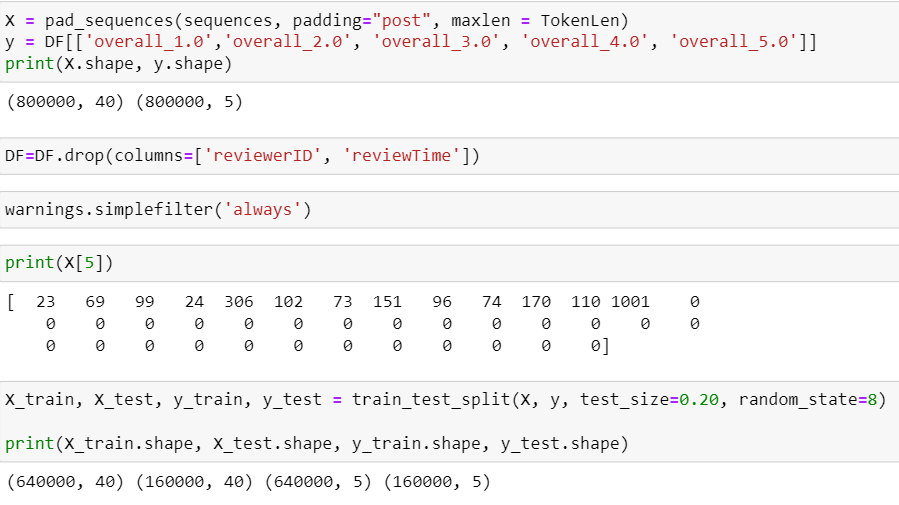 X = pad_sequences(sequences, padding="post", maxlen = TokenLen)
y = DF[['overall_1.0','overall_2.0', 'overall_3.0', 'overall_4.0', 'overall_5.0']]
print(X.shape, y.shape)
(800000, 40) (800000, 5)
DF=DF.drop(columns=['reviewerID', 'reviewTime'])
warnings.simplefilter('always')
print(X[5])
[  23   69   99   24  306  102   73  151   96   74  170  110 1001    0
    0    0    0    0    0    0    0    0    0    0    0    0    0    0
    0    0    0    0    0    0    0    0    0    0    0    0]
X_train, X_test, y_train, y_test = train_test_split(X, y, test_size=0.20, random_state=8)
print(X_train.shape, X_test.shape, y_train.shape, y_test.shape)
(640000, 40) (160000, 40) (640000, 5) (160000, 5)